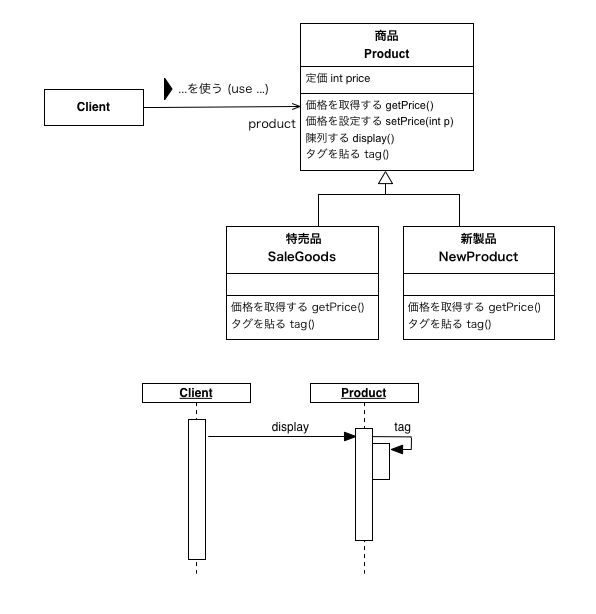 商品
Product
定価 int price
Client
...を使う (use ...)
product
価格を取得する getPrice()
価格を設定する setPrice(int p)
陳列する display()
タグを貼る tag()
特売品
SaleGoods
価格を取得する getPrice()
タグを貼る tag()
新製品
NewProduct
価格を取得する getPrice()
タグを貼る tag()
Client
Product
display
tag